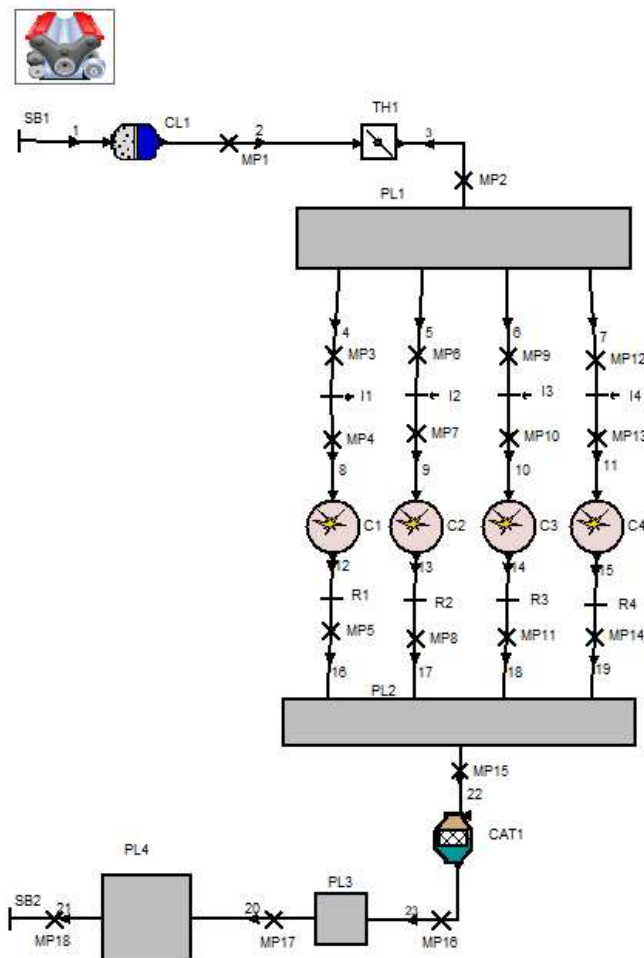 TH1
SB1 1 CL1 2 3
MP1
MP2
PL1
4 5 6 7
MP3 MP6 MP9 MP12
I1 I2 I3 I4
MP4 MP7 MP10 MP13
8 9 10 11
C1 C2 C3 C4
12 13 14 15
R1 R2 R3 R4
MP5 MP8 MP11 MP14
16 17 18 19
PL2
MP15
22
CAT1
PL4
PL3
SB2 21 20 23
MP18 MP17 MP16